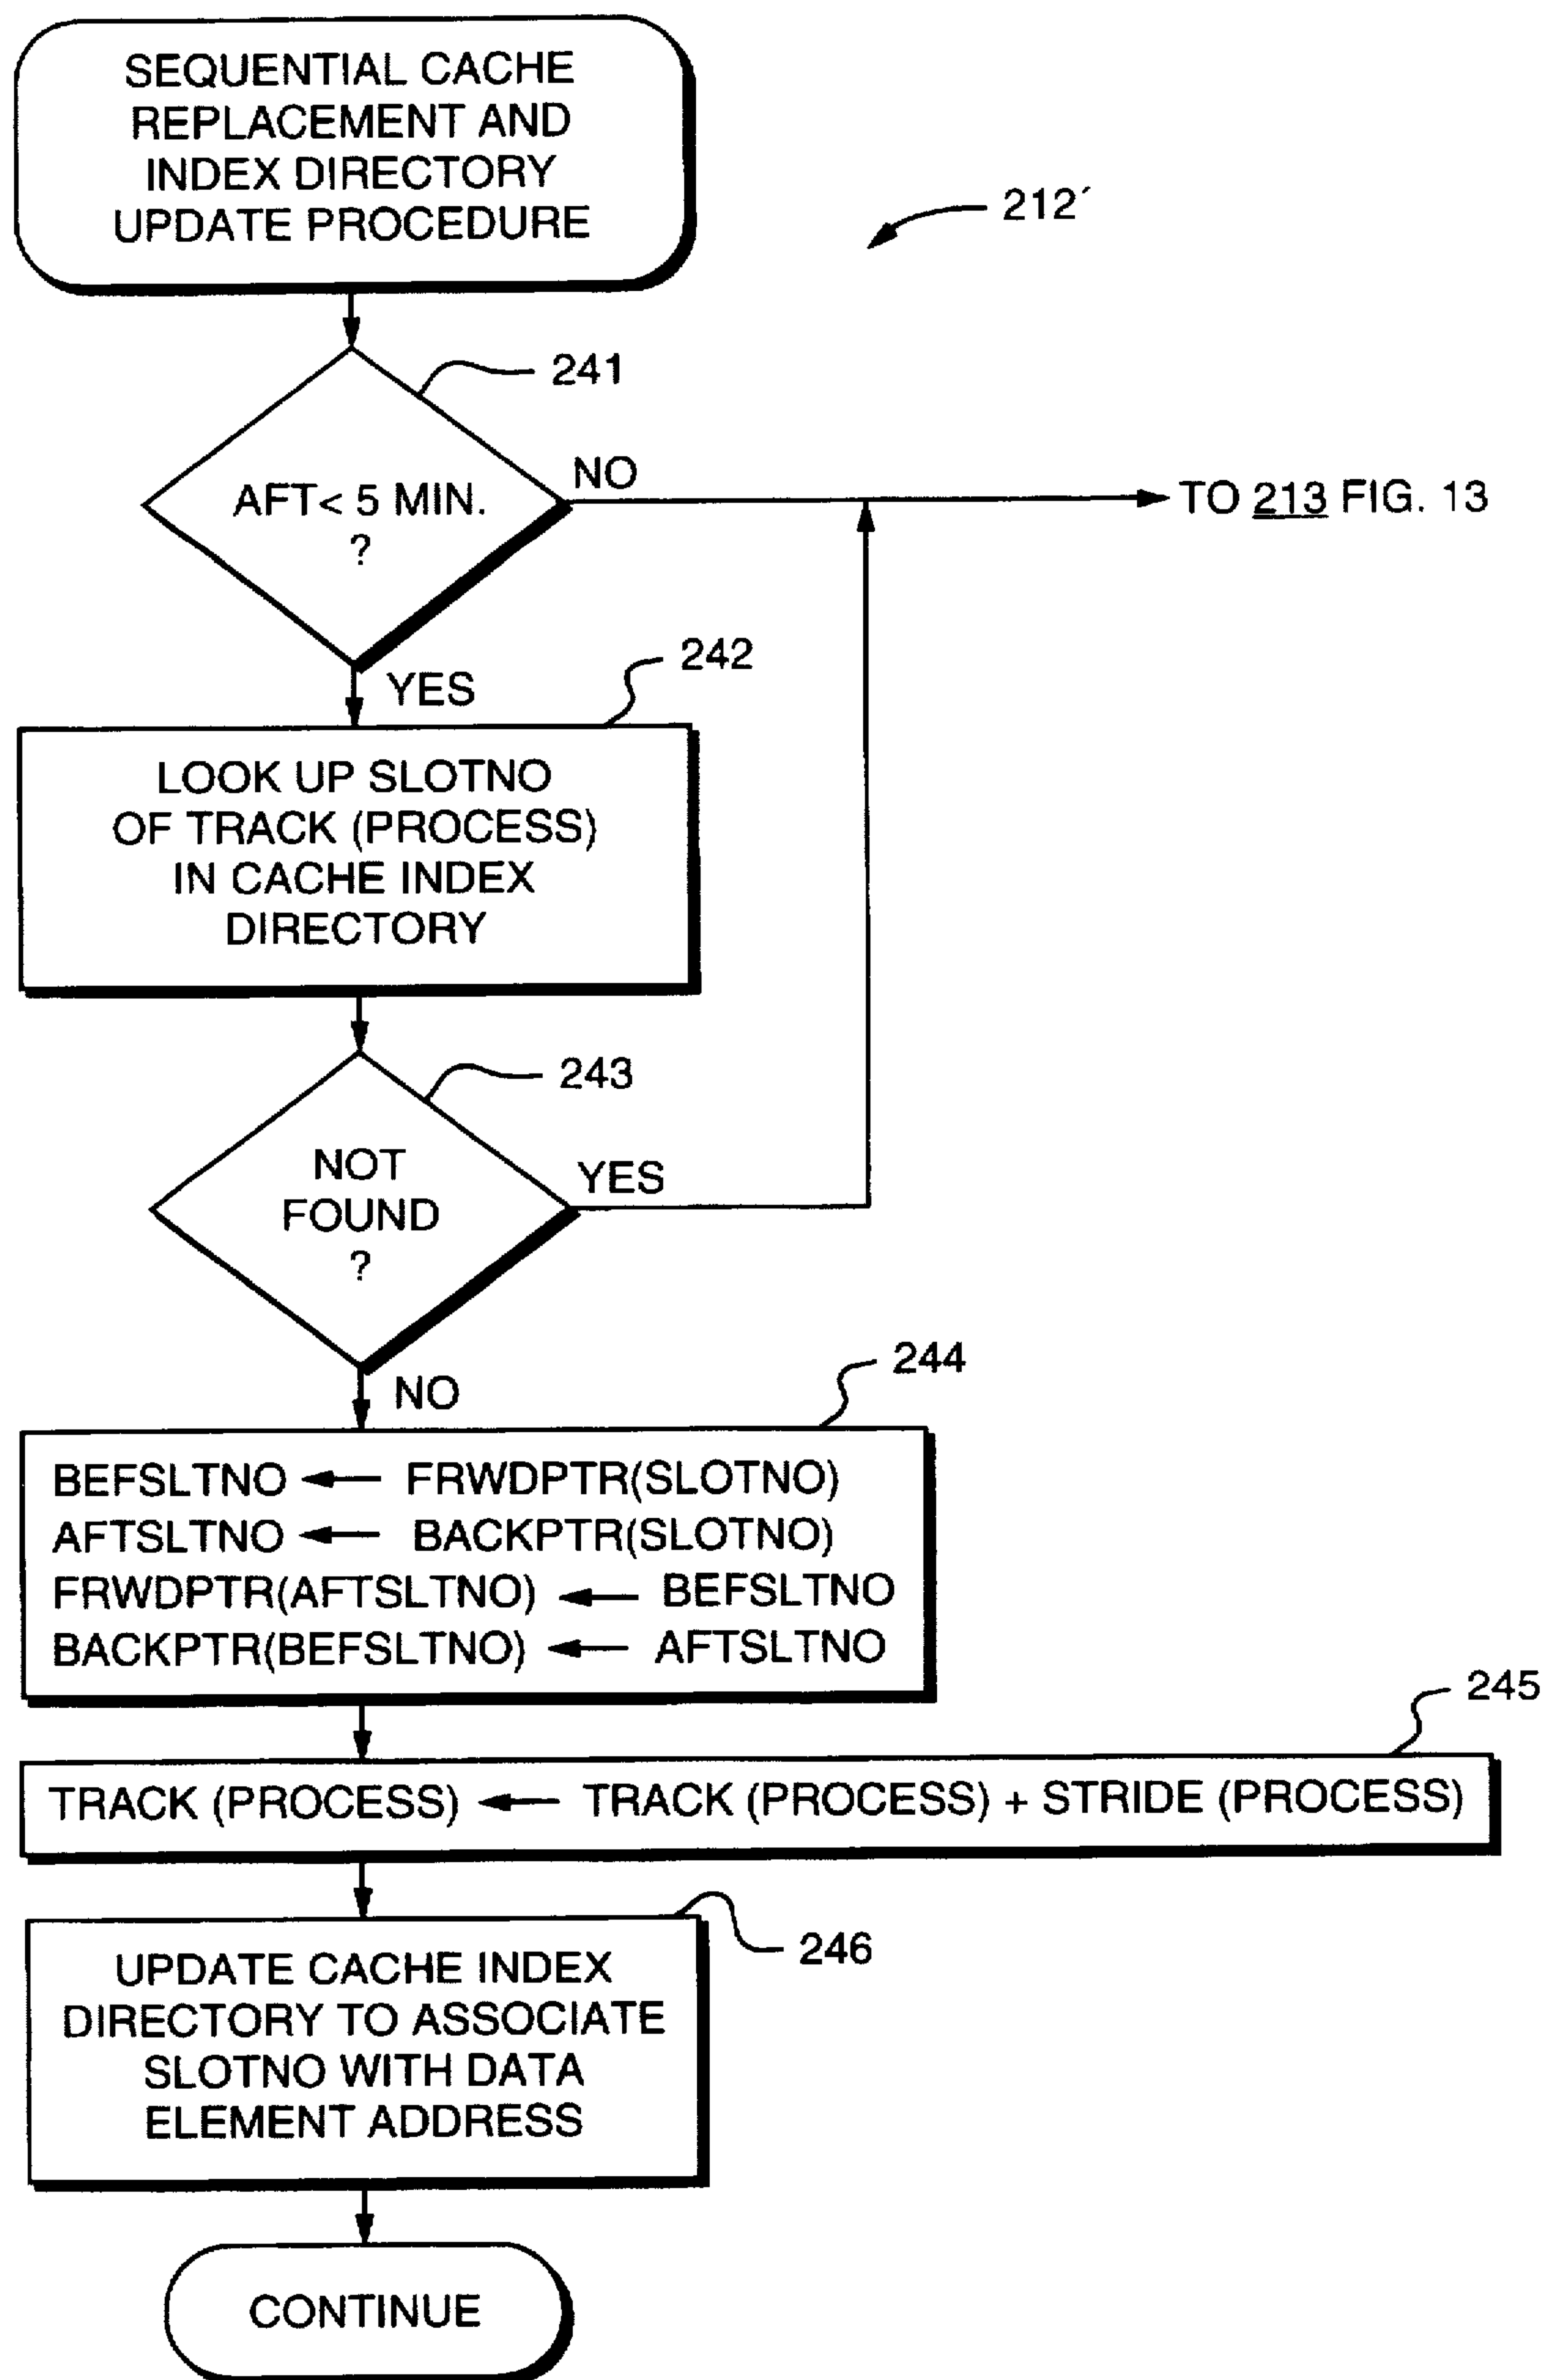 SEQUENTIAL CACHE
REPLACEMENT AND
INDEX DIRECTORY
UPDATE PROCEDURE
212´
241
AFT< 5 MIN.
?
NO
TO 213 FIG. 13
YES
242
LOOK UP SLOTNO
OF TRACK (PROCESS)
IN CACHE INDEX
DIRECTORY
243
NOT
FOUND
?
YES
NO
244
BEFSLTNO ← FRWDPTR(SLOTNO)
AFTSLTNO ← BACKPTR(SLOTNO)
FRWDPTR(AFTSLTNO) ← BEFSLTNO
BACKPTR(BEFSLTNO) ← AFTSLTNO
245
TRACK (PROCESS) ← TRACK (PROCESS) + STRIDE (PROCESS)
246
UPDATE CACHE INDEX
DIRECTORY TO ASSOCIATE
SLOTNO WITH DATA
ELEMENT ADDRESS
CONTINUE